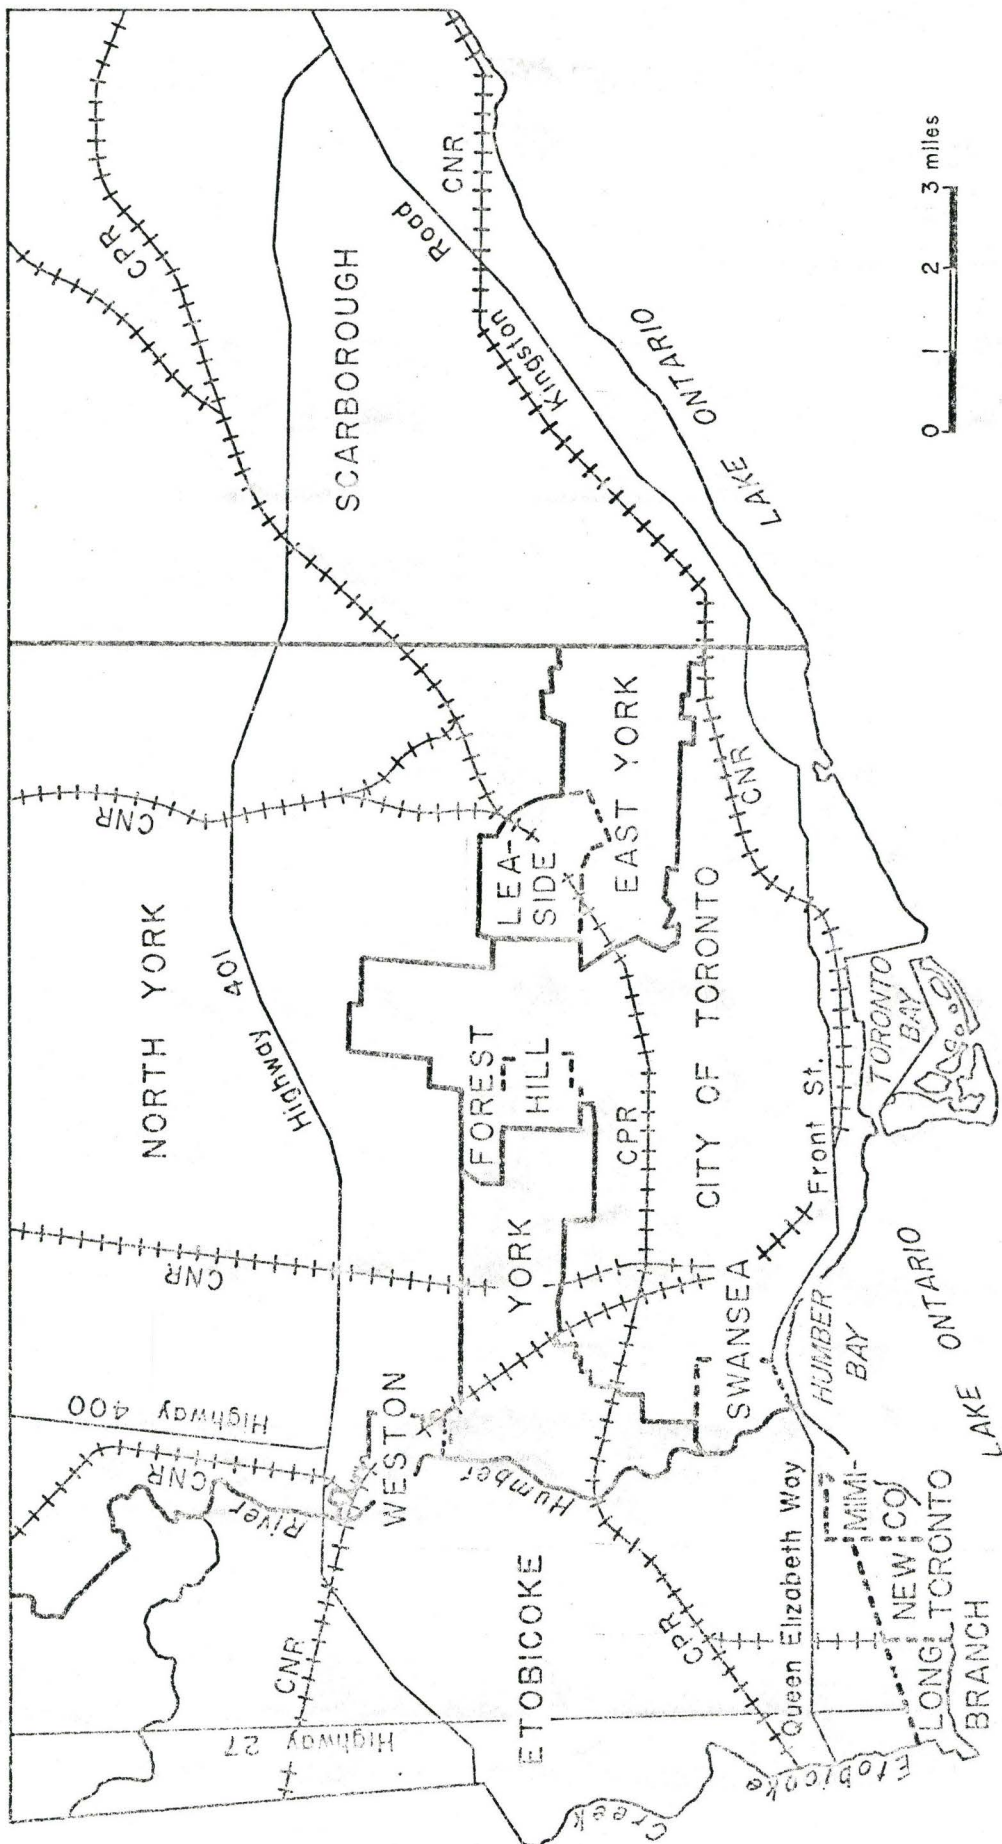 Highway 27
CNR
River
CNR
Highway 400
CNR
NORTH YORK
Highway 401
CNR
CPR
SCARBOROUGH
ETOBICOKE
WESTON
Humber
YORK
FOREST
HILL
LEA-
SIDE
EAST YORK
Road
Kingston
CNR
CPR
CPR
CITY OF TORONTO
SWANSEA
CNR
Creek
Etobicoke
Queen Elizabeth Way
HUMBER
BAY
Front St.
TORONTO
BAY
LAKE ONTARIO
MIMI-
CO
NEW
TORONTO
LONG
BRANCH
LAKE ONTARIO
0 1 2 3 miles